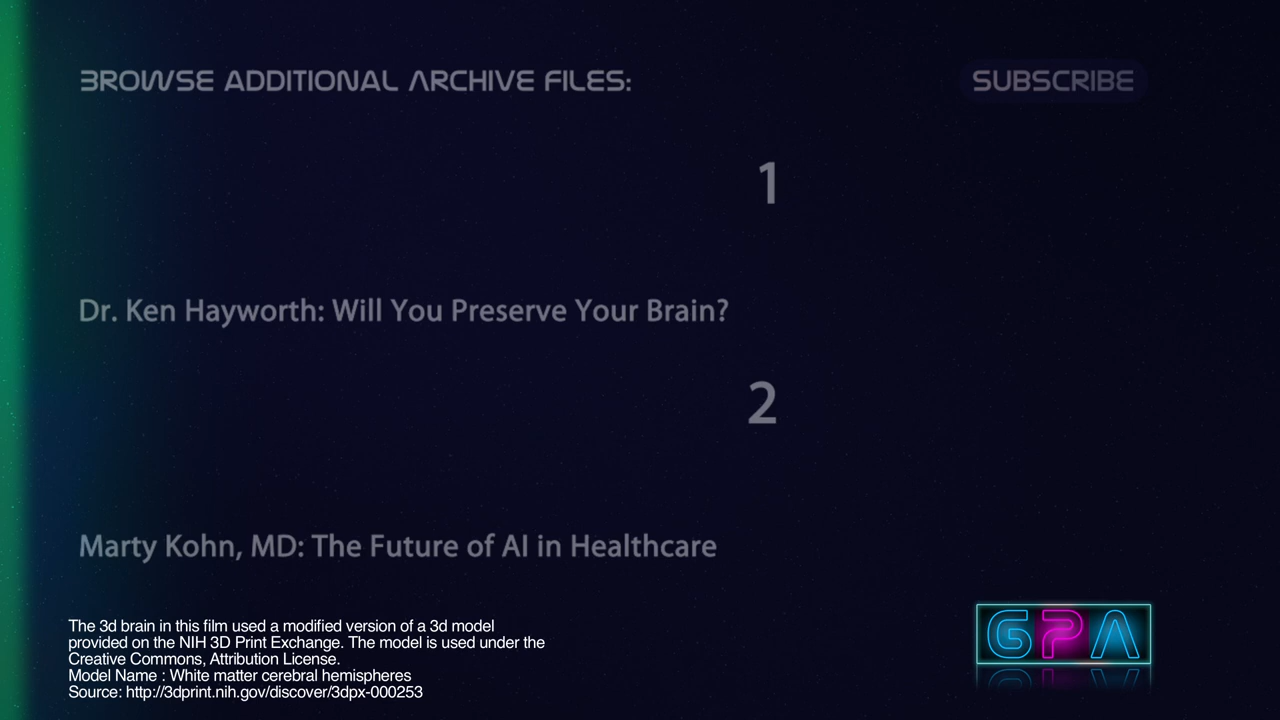 BROWSE ADDITIONAL ARCHIVE FILES:
SUBSCRIBE
1
Dr. Ken Hayworth: Will You Preserve Your Brain?
2
Marty Kohn, MD: The Future of AI in Healthcare
The 3d brain in this film used a modified version of a 3d model
provided on the NIH 3D Print Exchange. The model is used under the
Creative Commons, Attribution License.
Model Name : White matter cerebral hemispheres
Source: http://3dprint.nih.gov/discover/3dpx-000253
GPA